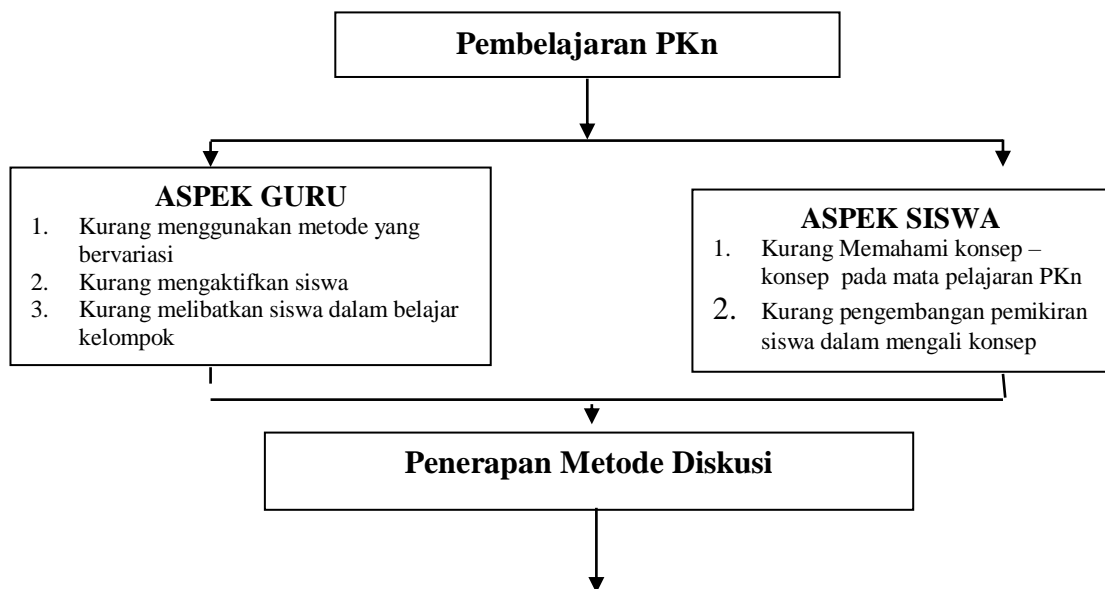 Pembelajaran PKn
ASPEK GURU
1. Kurang menggunakan metode yang
bervariasi
2. Kurang mengaktifkan siswa
3. Kurang melibatkan siswa dalam belajar
kelompok
ASPEK SISWA
1. Kurang Memahami konsep –
konsep pada mata pelajaran PKn
2. Kurang pengembangan pemikiran
siswa dalam mengali konsep
Penerapan Metode Diskusi